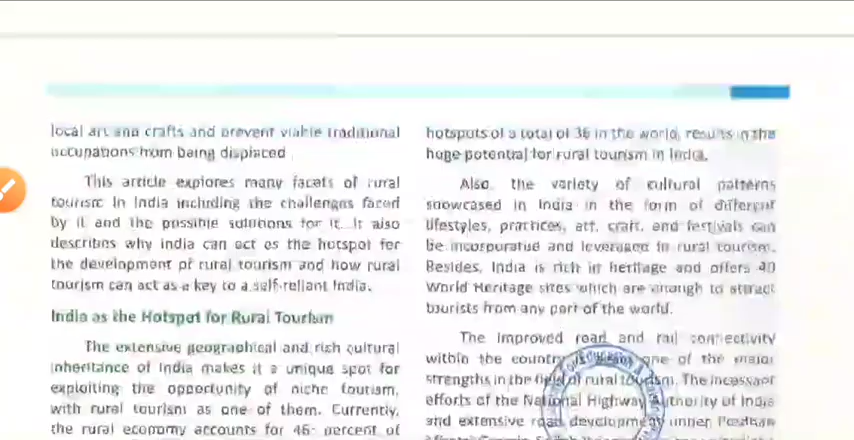 local art and crafts and prevent viable traditional
occupations from being displaced
This article explores many facets of rural
tourism in India including the challenges faced
by it and the possible solutions for it. It also
describes why India can act as the hotspot for
the development of rural tourism and how rural
tourism can act as a key to a self-reliant India.
India as the Hotspot for Rural Tourism
The extensive geographical and rich cultural
inheritance of India makes it a unique spot for
exploiting the opportunity of niche tourism,
with rural tourism as one of them. Currently,
the rural economy accounts for 46 percent of
hotspots of a total of 36 in the world, results in the
huge potential for rural tourism in India.
Also, the variety of cultural patterns
showcased in India in the form of different
lifestyles, practices, art, craft, and festivals can
be incorporated and leveraged in rural tourism.
Besides, India is rich in heritage and offers 40
World Heritage sites which are enough to attract
tourists from any part of the world.
The improved road and rail connectivity
within the country is one of the major
strengths in the field of rural tourism. The incessant
efforts of the National Highway Authority of India
and extensive road development under